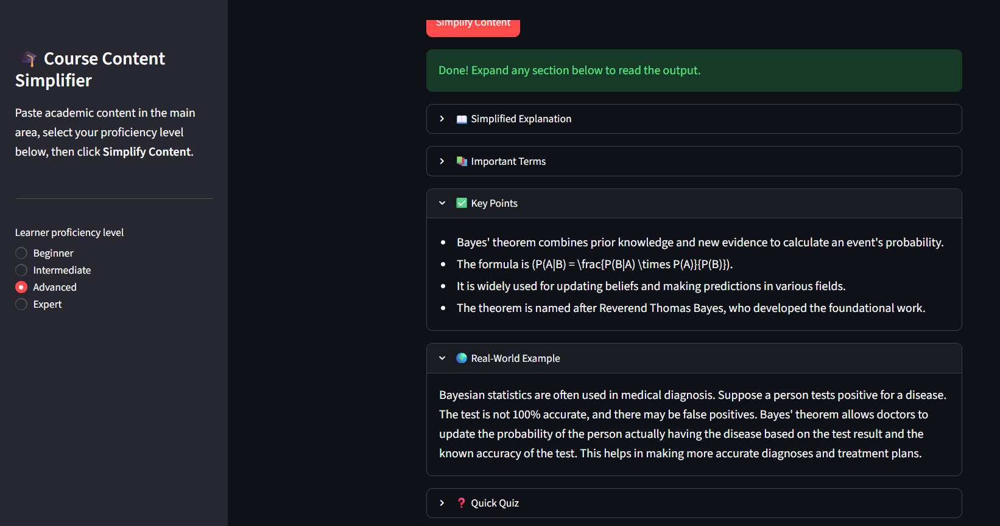 🎓 Course Content
Simplifier
Paste academic content in the main
area, select your proficiency level
below, then click Simplify Content.
Learner proficiency level
Beginner
Intermediate
Advanced
Expert
Simplify Content
Done! Expand any section below to read the output.
📖 Simplified Explanation
📚 Important Terms
✅ Key Points
• Bayes' theorem combines prior knowledge and new evidence to calculate an event's probability.
• The formula is (P(A|B) = \frac{P(B|A) \times P(A)}{P(B)}).
• It is widely used for updating beliefs and making predictions in various fields.
• The theorem is named after Reverend Thomas Bayes, who developed the foundational work.
🌍 Real-World Example
Bayesian statistics are often used in medical diagnosis. Suppose a person tests positive for a disease.
The test is not 100% accurate, and there may be false positives. Bayes' theorem allows doctors to
update the probability of the person actually having the disease based on the test result and the
known accuracy of the test. This helps in making more accurate diagnoses and treatment plans.
❓ Quick Quiz